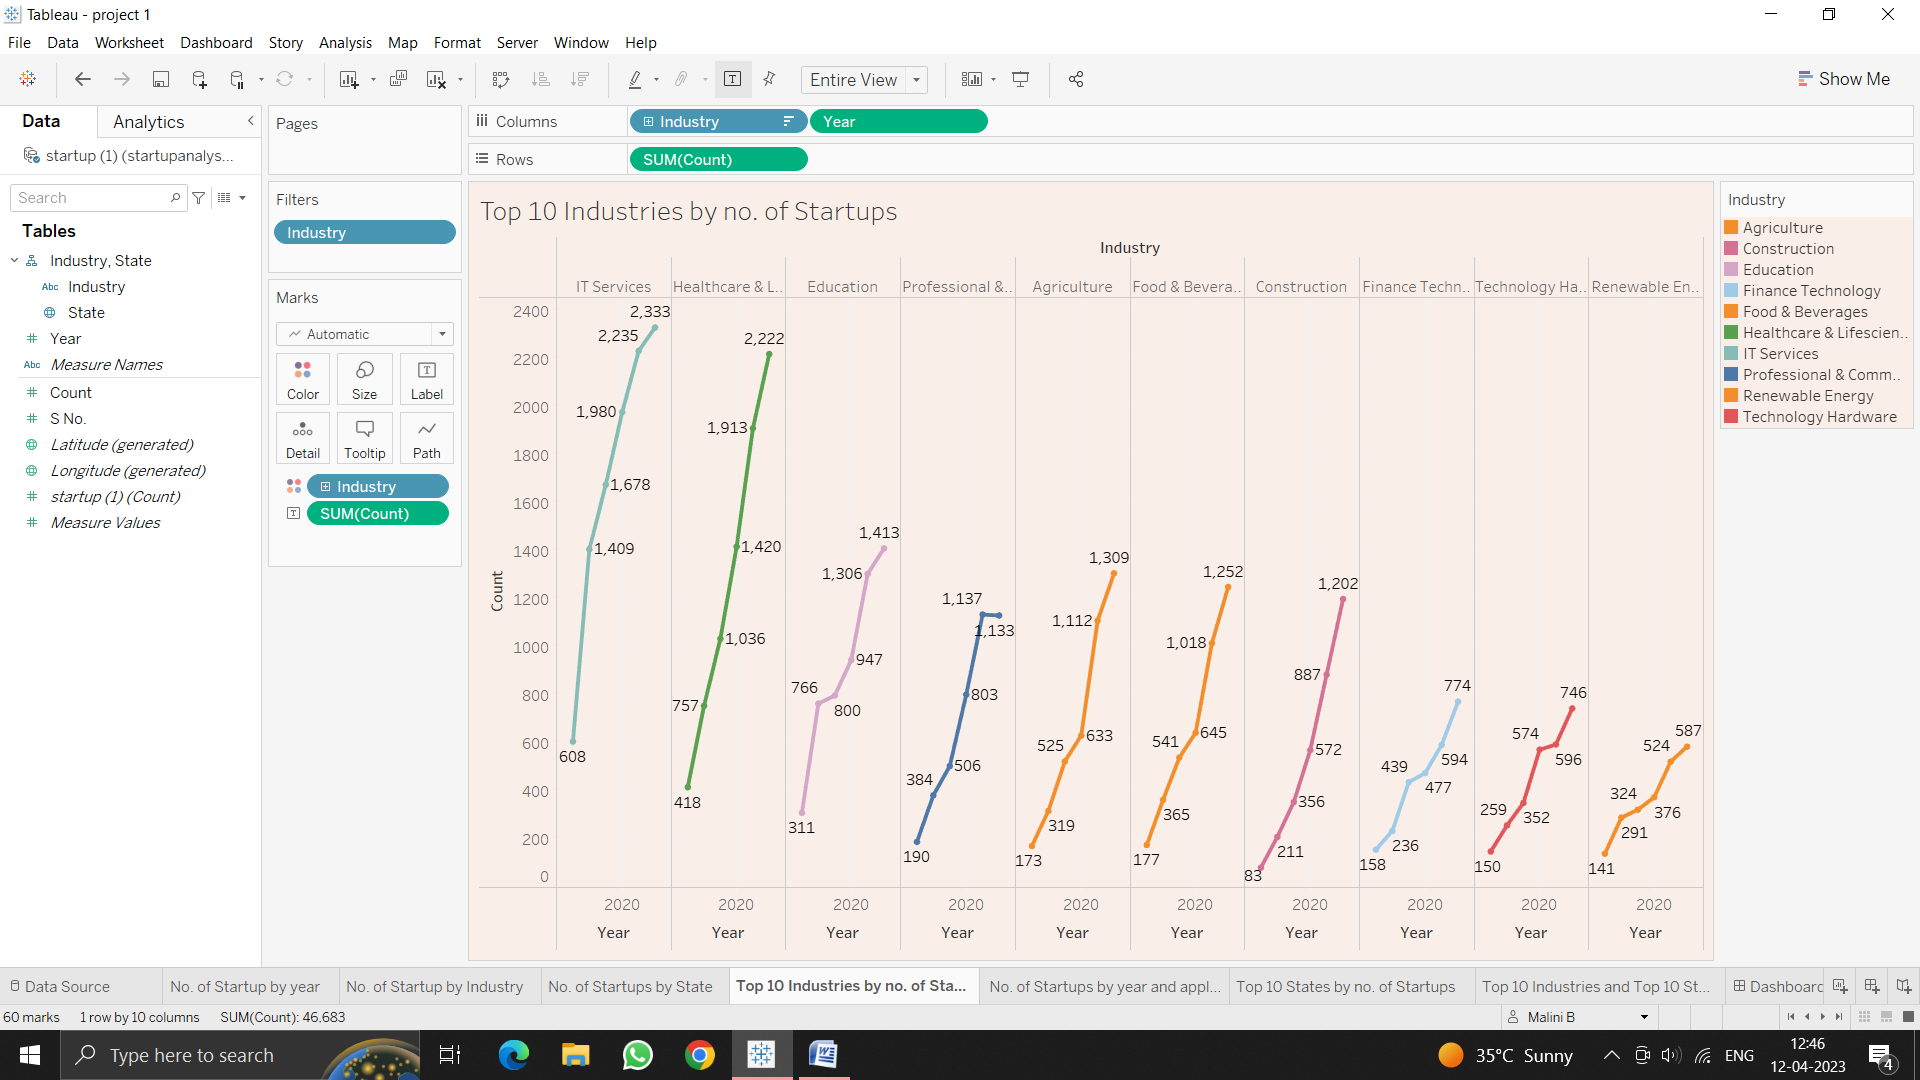 Tableau - project 1
File Data Worksheet Dashboard Story Analysis Map Format Server Window Help
Entire View
Show Me
Data Analytics
startup (1) (startupanalys...
Search
Tables
Industry, State
Abc Industry
State
# Year
Abc Measure Names
# Count
# S No.
Latitude (generated)
Longitude (generated)
# startup (1) (Count)
# Measure Values
Pages
Filters
Industry
Marks
Automatic
Color Size Label
Detail Tooltip Path
Industry
SUM(Count)
Columns Industry Year
Rows SUM(Count)
Top 10 Industries by no. of Startups
Industry
IT Services Healthcare & L.. Education Professional &.. Agriculture Food & Bevera.. Construction Finance Techn.. Technology Ha.. Renewable En..
Count
2400
2200
2000
1800
1600
1400
1200
1000
800
600
400
200
0
608 1,409 1,678 1,980 2,235 2,333
418 757 1,036 1,420 1,913 2,222
311 766 800 947 1,306 1,413
190 384 506 803 1,137 1,133
173 319 525 633 1,112 1,309
177 365 541 645 1,018 1,252
83 211 356 572 887 1,202
158 236 439 477 594 774
150 259 352 574 596 746
141 291 324 376 524 587
2020 2020 2020 2020 2020 2020 2020 2020 2020 2020
Year Year Year Year Year Year Year Year Year Year
Industry
Agriculture
Construction
Education
Finance Technology
Food & Beverages
Healthcare & Lifescien..
IT Services
Professional & Comm..
Renewable Energy
Technology Hardware
Data Source No. of Startup by year No. of Startup by Industry No. of Startups by State Top 10 Industries by no. of Sta... No. of Startups by year and appl... Top 10 States by no. of Startups Top 10 Industries and Top 10 St... Dashboard
60 marks 1 row by 10 columns SUM(Count): 46,683 Malini B
Type here to search 35°C Sunny ENG 12:46
12-04-2023
4